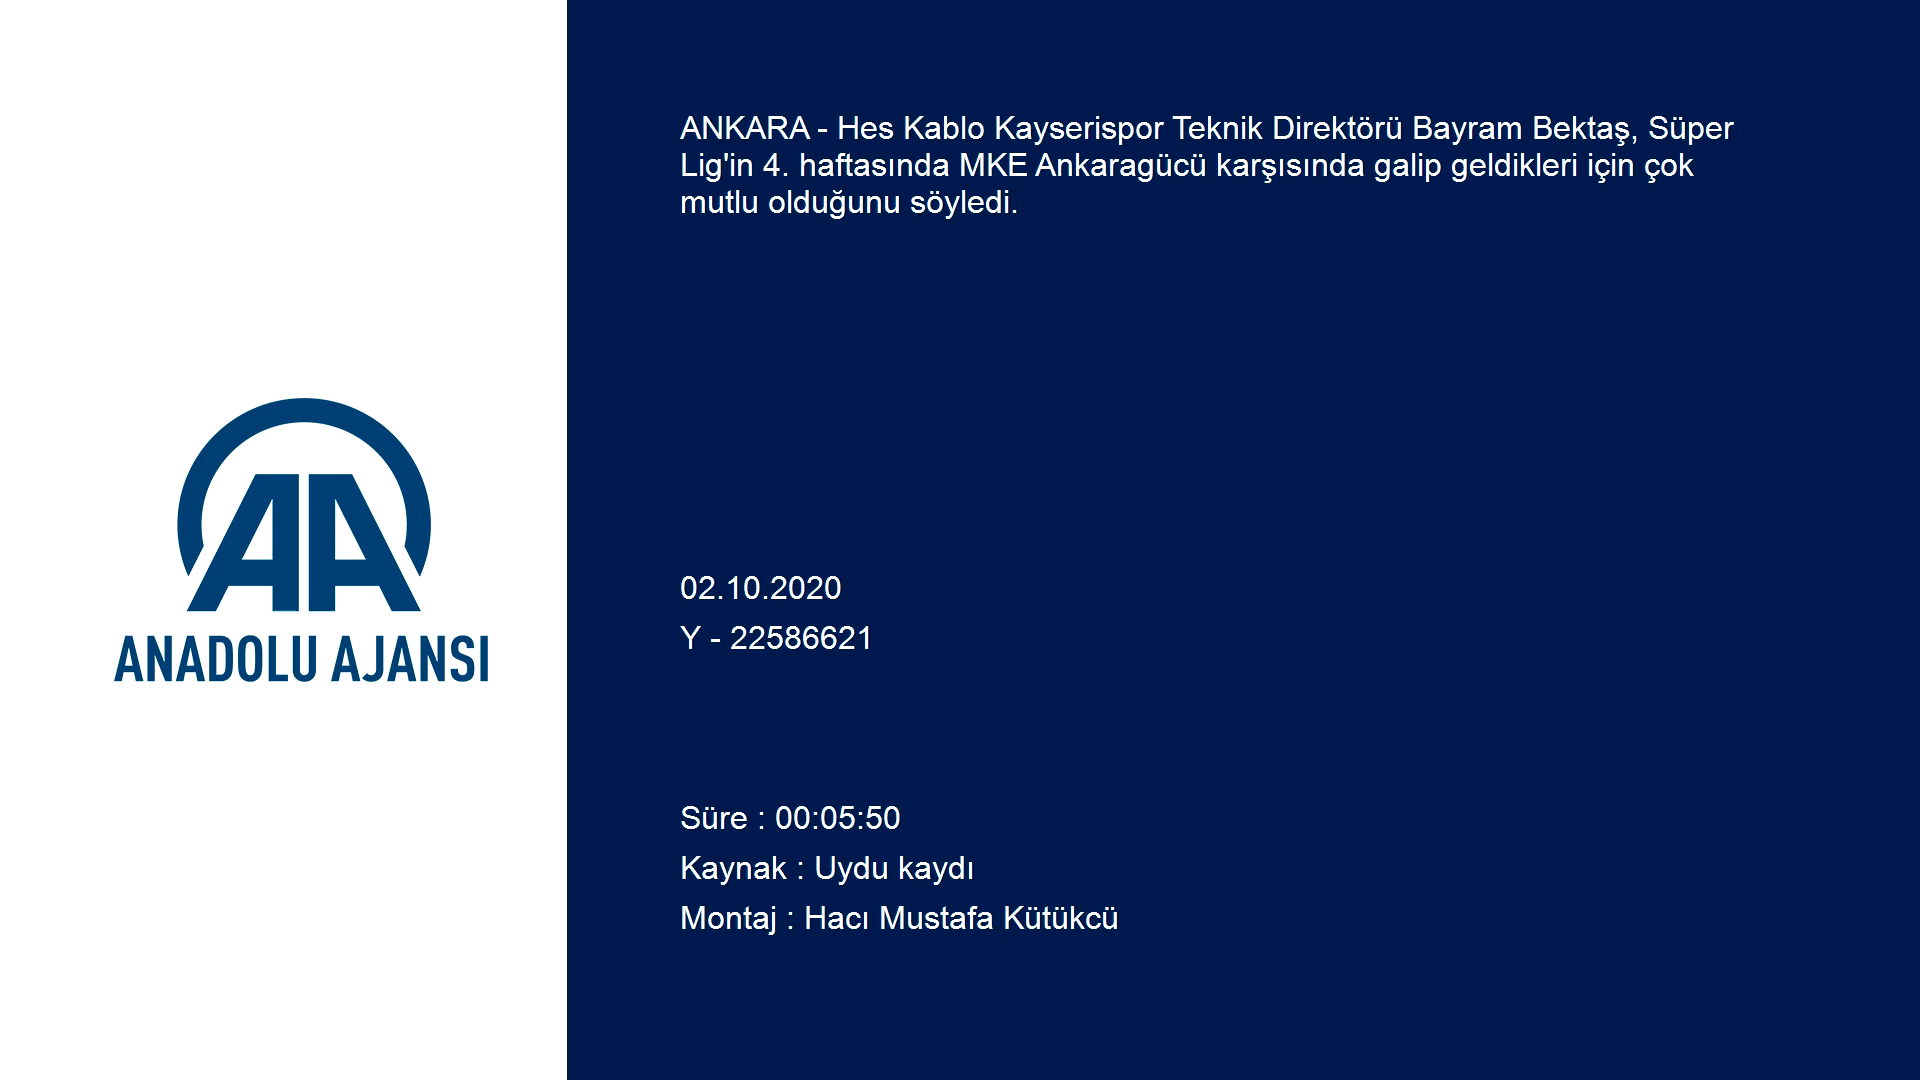 ANKARA - Hes Kablo Kayserispor Teknik Direktörü Bayram Bektaş, Süper
Lig'in 4. haftasında MKE Ankaragücü karşısında galip geldikleri için çok
mutlu olduğunu söyledi.
AA
ANADOLU AJANSI
02.10.2020
Y - 22586621
Süre : 00:05:50
Kaynak : Uydu kaydı
Montaj : Hacı Mustafa Kütükcü